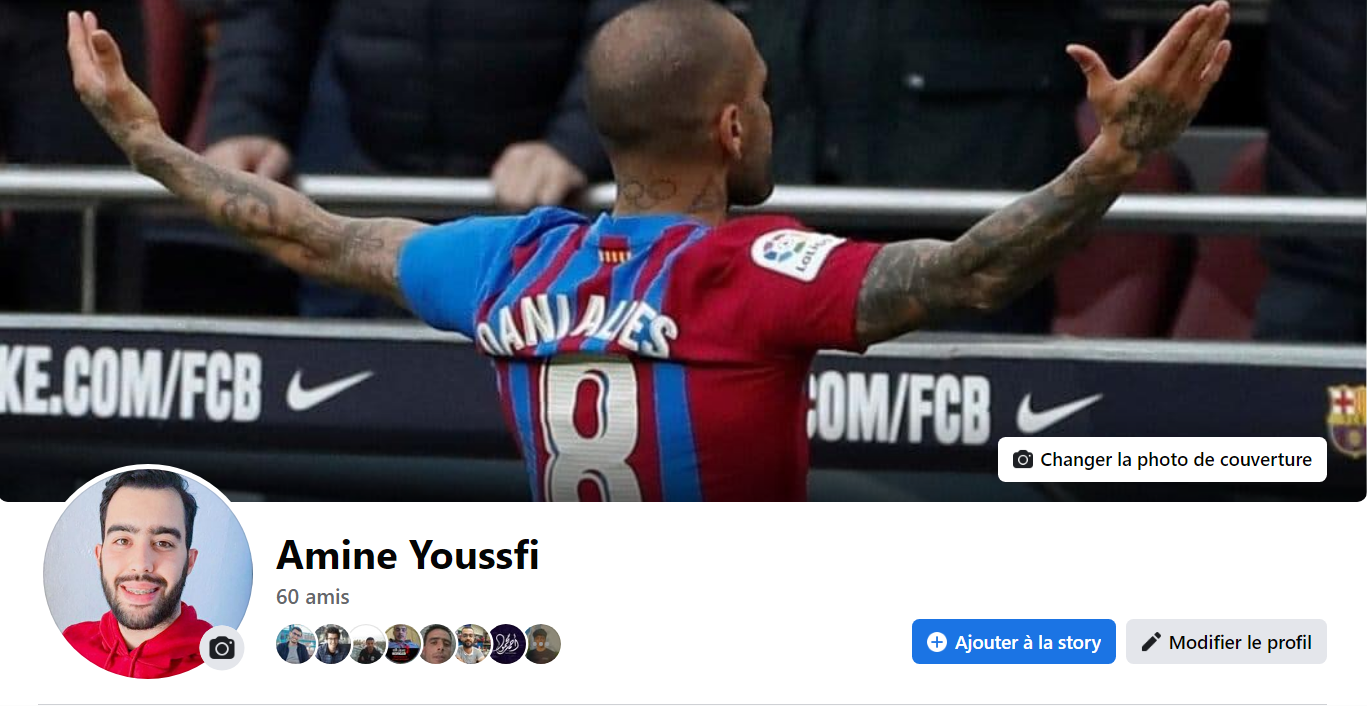 LALIGA
DANI ALVES
8
KE.COM/FCB
COM/FCB
Changer la photo de couverture
Amine Youssfi
60 amis
Ajouter à la story
Modifier le profil